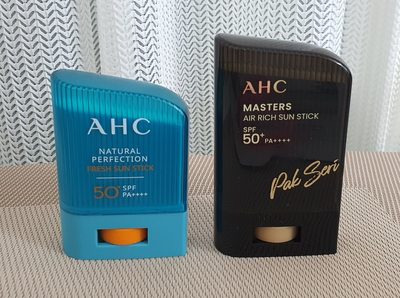 AHC
NATURAL
PERFECTION
FRESH SUN STICK
50+ SPF
PA++++
AHC
MASTERS
AIR RICH SUN STICK
SPF
50+ PA++++
Pak Seri